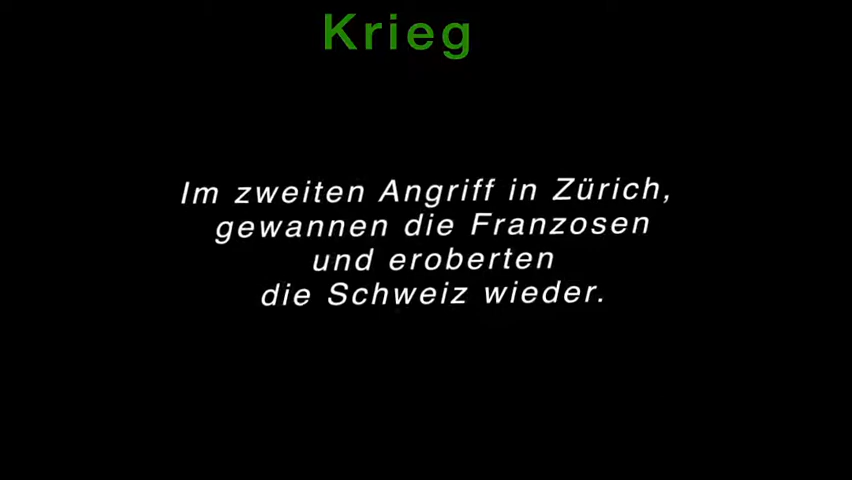 Krieg
Im zweiten Angriff in Zürich,
gewannen die Franzosen
und eroberten
die Schweiz wieder.